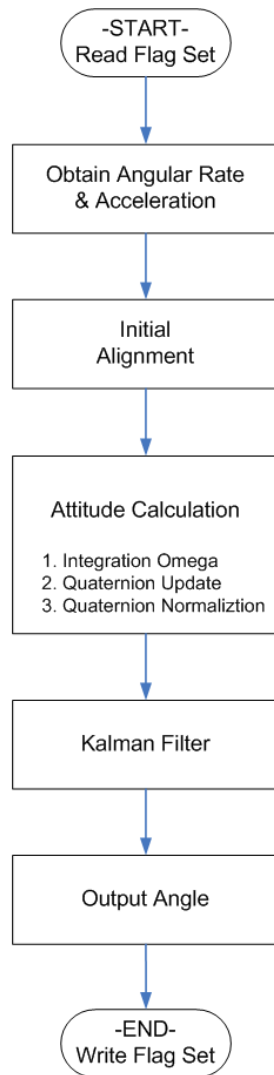 -START-
Read Flag Set
Obtain Angular Rate
& Acceleration
Initial
Alignment
Attitude Calculation
1. Integration Omega
2. Quaternion Update
3. Quaternion Normaliztion
Kalman Filter
Output Angle
-END-
Write Flag Set